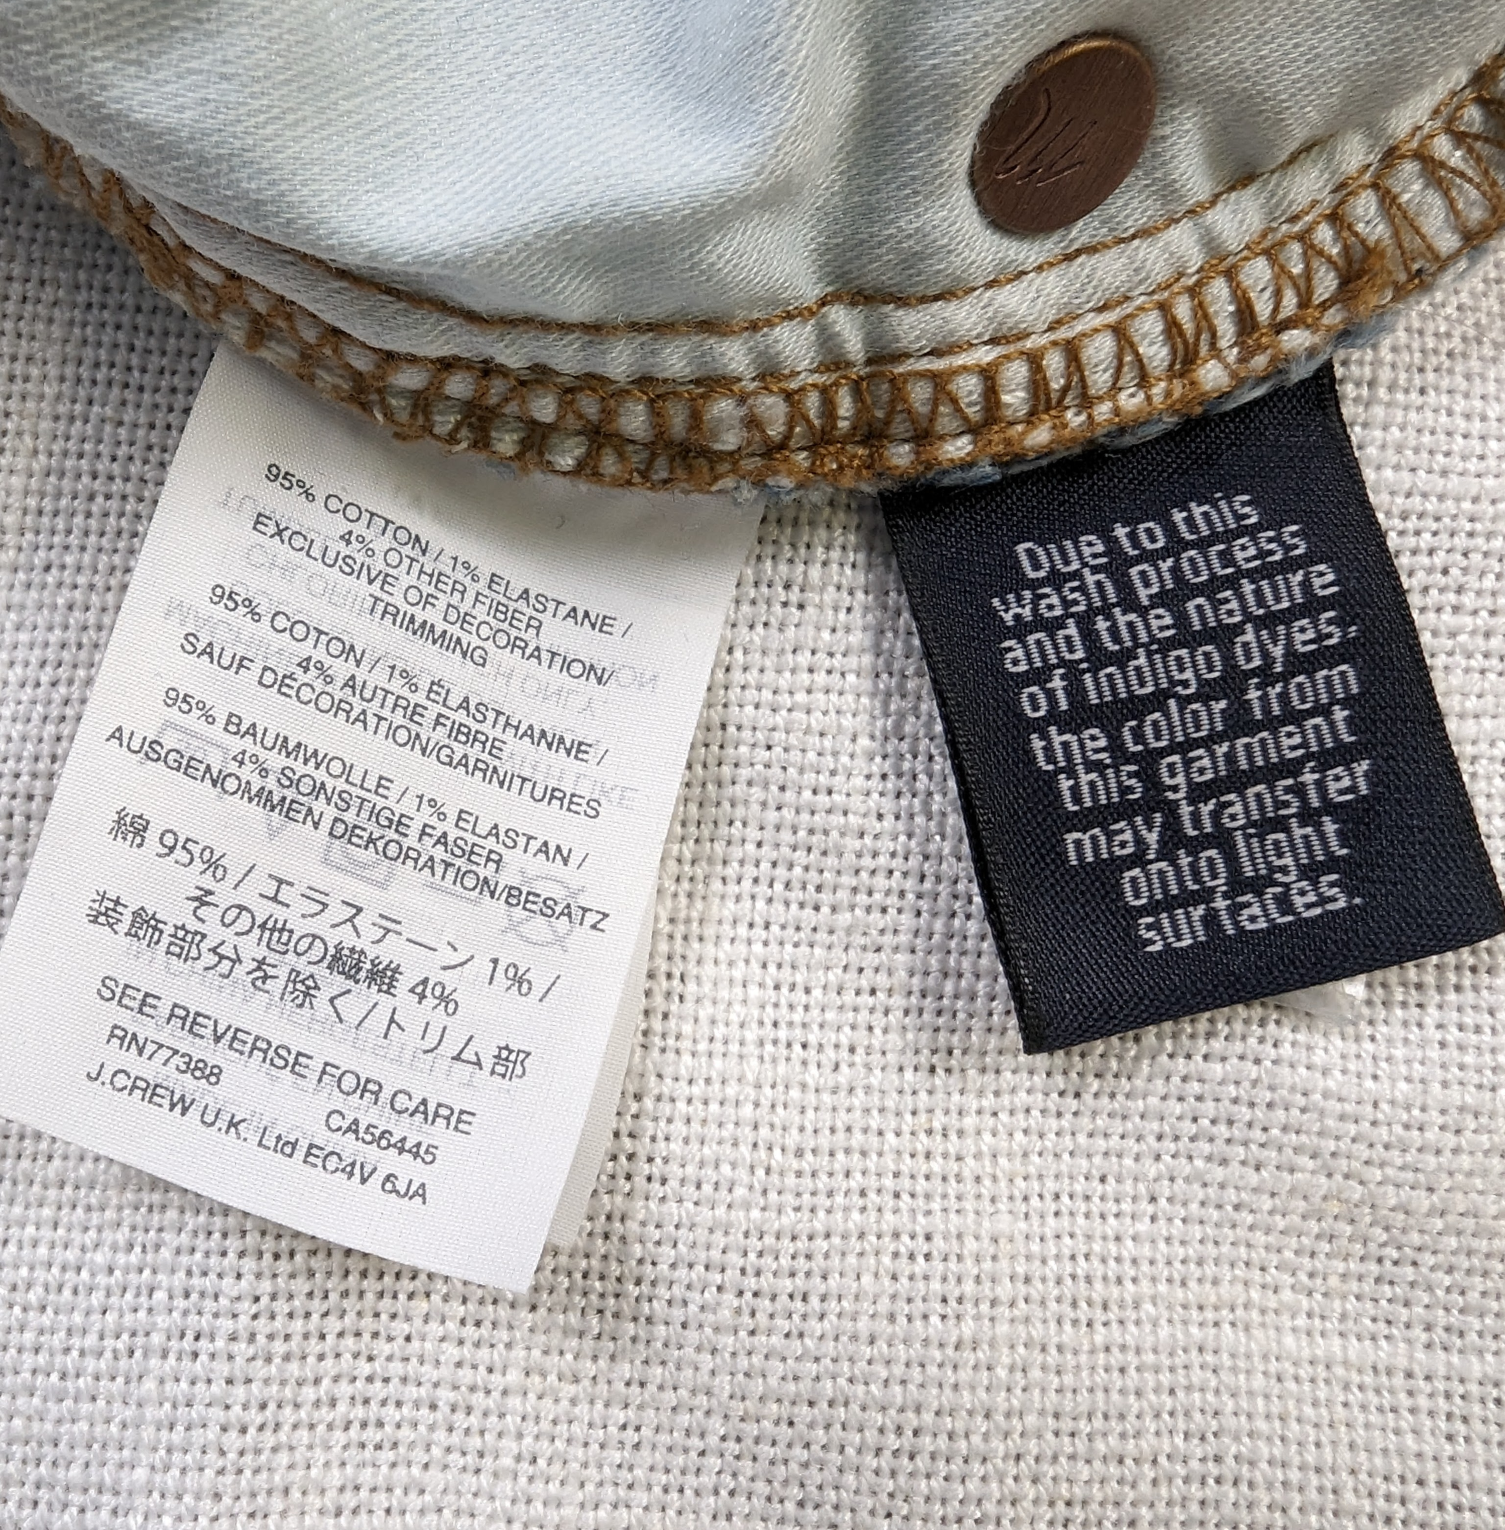 95% COTTON / 1% ELASTANE /
4% OTHER FIBER
EXCLUSIVE OF DECORATION/
TRIMMING
95% COTON / 1% ÉLASTHANNE /
4% AUTRE FIBRE
SAUF DÉCORATION/GARNITURES
95% BAUMWOLLE / 1% ELASTAN /
4% SONSTIGE FASER
AUSGENOMMEN DEKORATION/BESATZ
綿 95% / エラステーン 1% /
その他の繊維 4%
装飾部分を除く/トリム部
SEE REVERSE FOR CARE
RN77388
CA56445
J.CREW U.K. Ltd EC4V 6JA
Due to this
wash process
and the nature
of indigo dyes.
the color from
this garment
may transfer
onto light
surfaces.